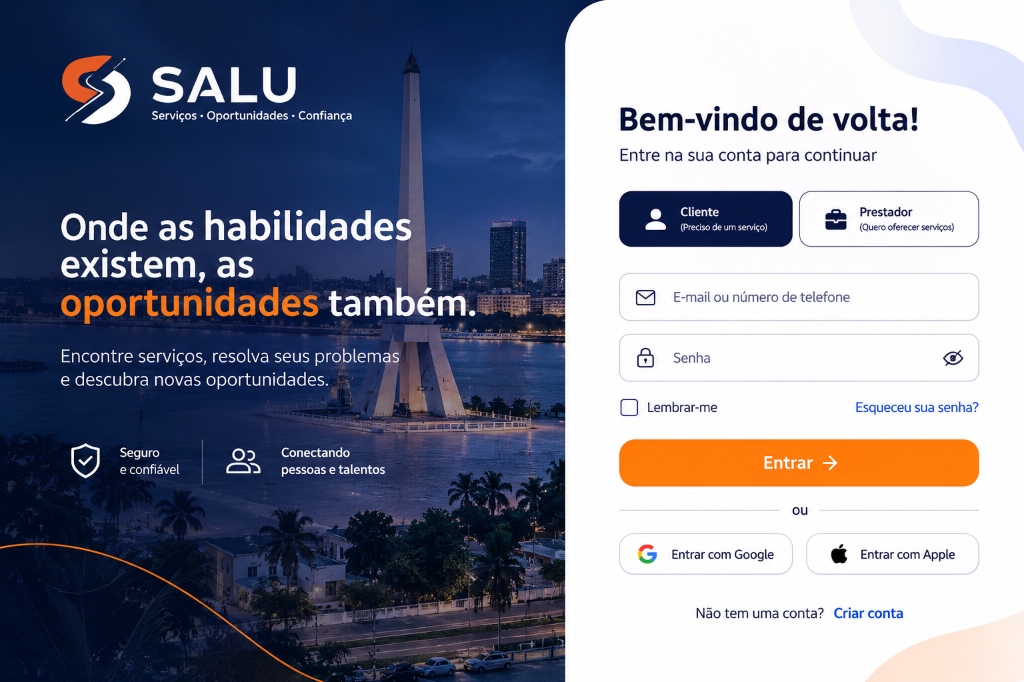 SALU
Serviços • Oportunidades • Confiança
Onde as habilidades
existem, as
oportunidades também.
Encontre serviços, resolva seus problemas
e descubra novas oportunidades.
Seguro
e confiável
Conectando
pessoas e talentos
Bem-vindo de volta!
Entre na sua conta para continuar
Cliente
(Preciso de um serviço)
Prestador
(Quero oferecer serviços)
E-mail ou número de telefone
Senha
Lembrar-me
Esqueceu sua senha?
Entrar →
ou
Entrar com Google
Entrar com Apple
Não tem uma conta? Criar conta